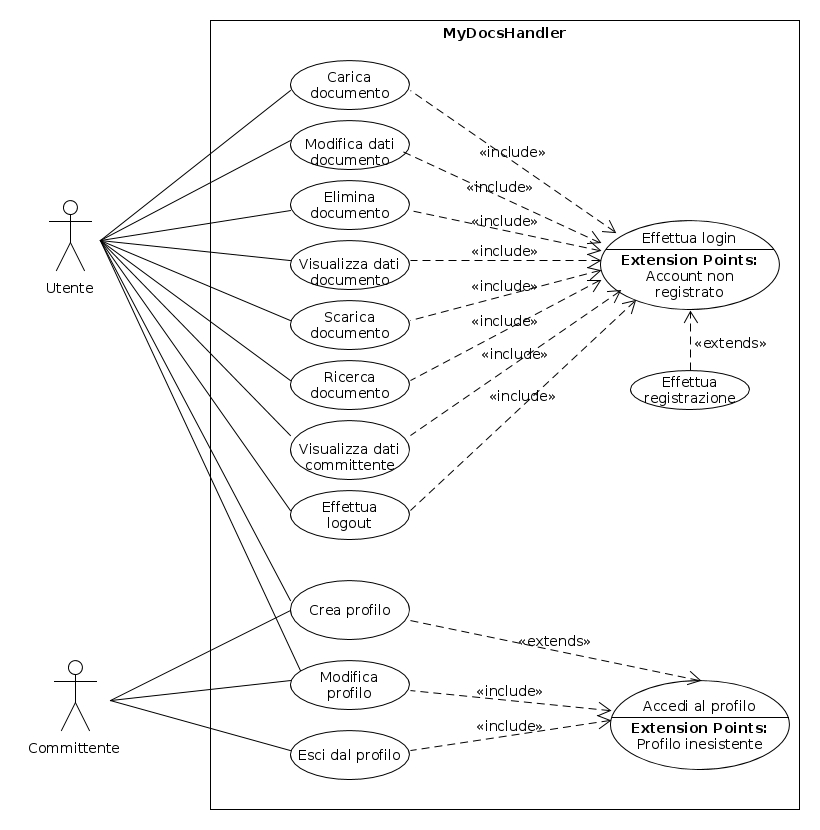 MyDocsHandler
Carica
documento
«include»
Modifica dati
documento
«include»
Elimina
documento
«include»
Utente
Effettua login
Extension Points:
Account non
registrato
Visualizza dati
documento
«include»
Scarica
documento
«include»
Ricerca
documento
«include»
«extends»
Effettua
registrazione
Visualizza dati
committente
«include»
Effettua
logout
«include»
Crea profilo
«extends»
Committente
Modifica
profilo
«include»
Accedi al profilo
Extension Points:
Profilo inesistente
Esci dal profilo
«include»